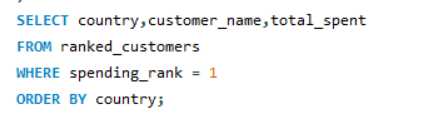 SELECT country,customer_name,total_spent
FROM ranked_customers
WHERE spending_rank = 1
ORDER BY country;